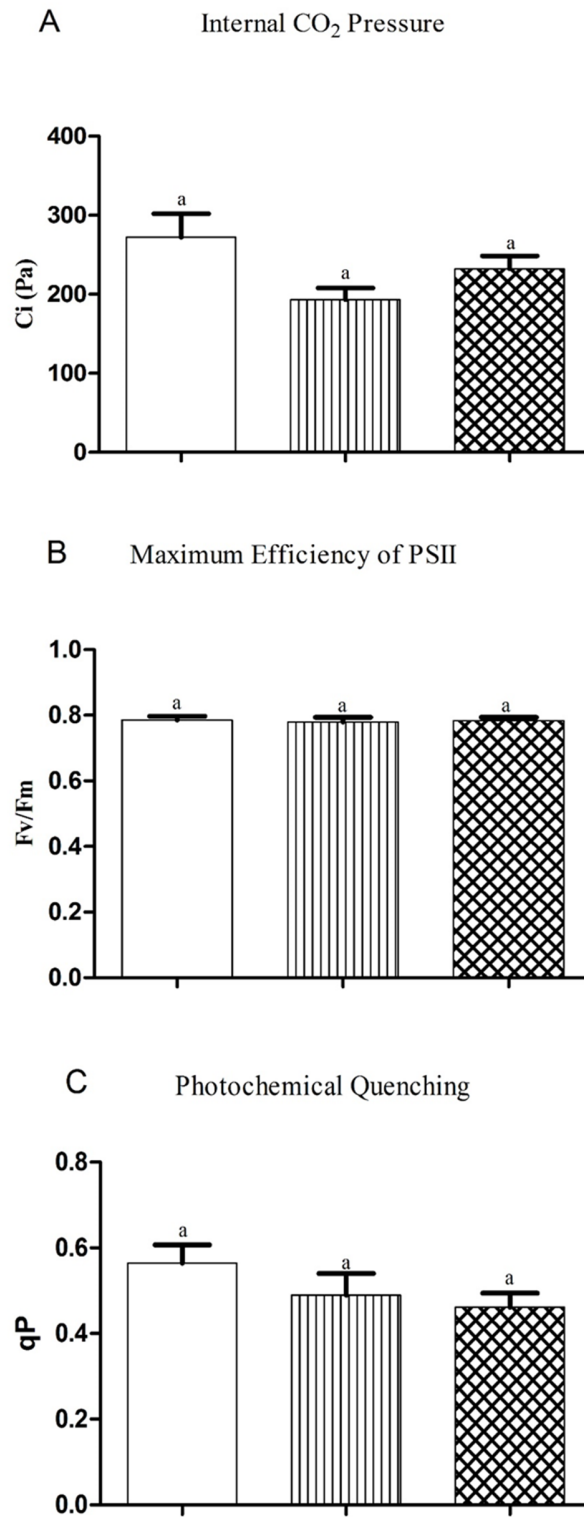 A
Internal CO₂ Pressure
400
300
200
100
0
Ci (Pa)
a
a
a
B
Maximum Efficiency of PSII
1.0
0.8
0.6
0.4
0.2
0.0
Fv/Fm
a
a
a
C
Photochemical Quenching
0.8
0.6
0.4
0.2
0.0
qP
a
a
a